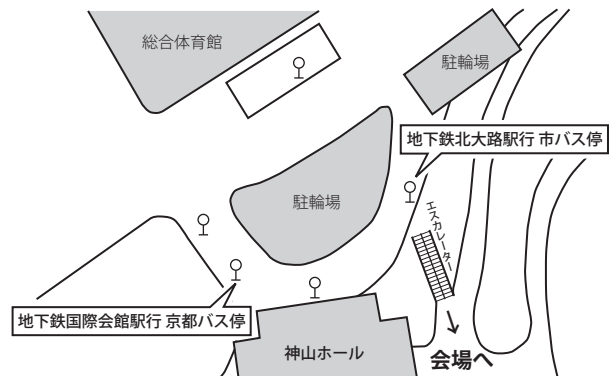 総合体育館
駐輪場
地下鉄北大路駅行 市バス停
駐輪場
エスカレーター
地下鉄国際会館駅行 京都バス停
神山ホール
会場へ